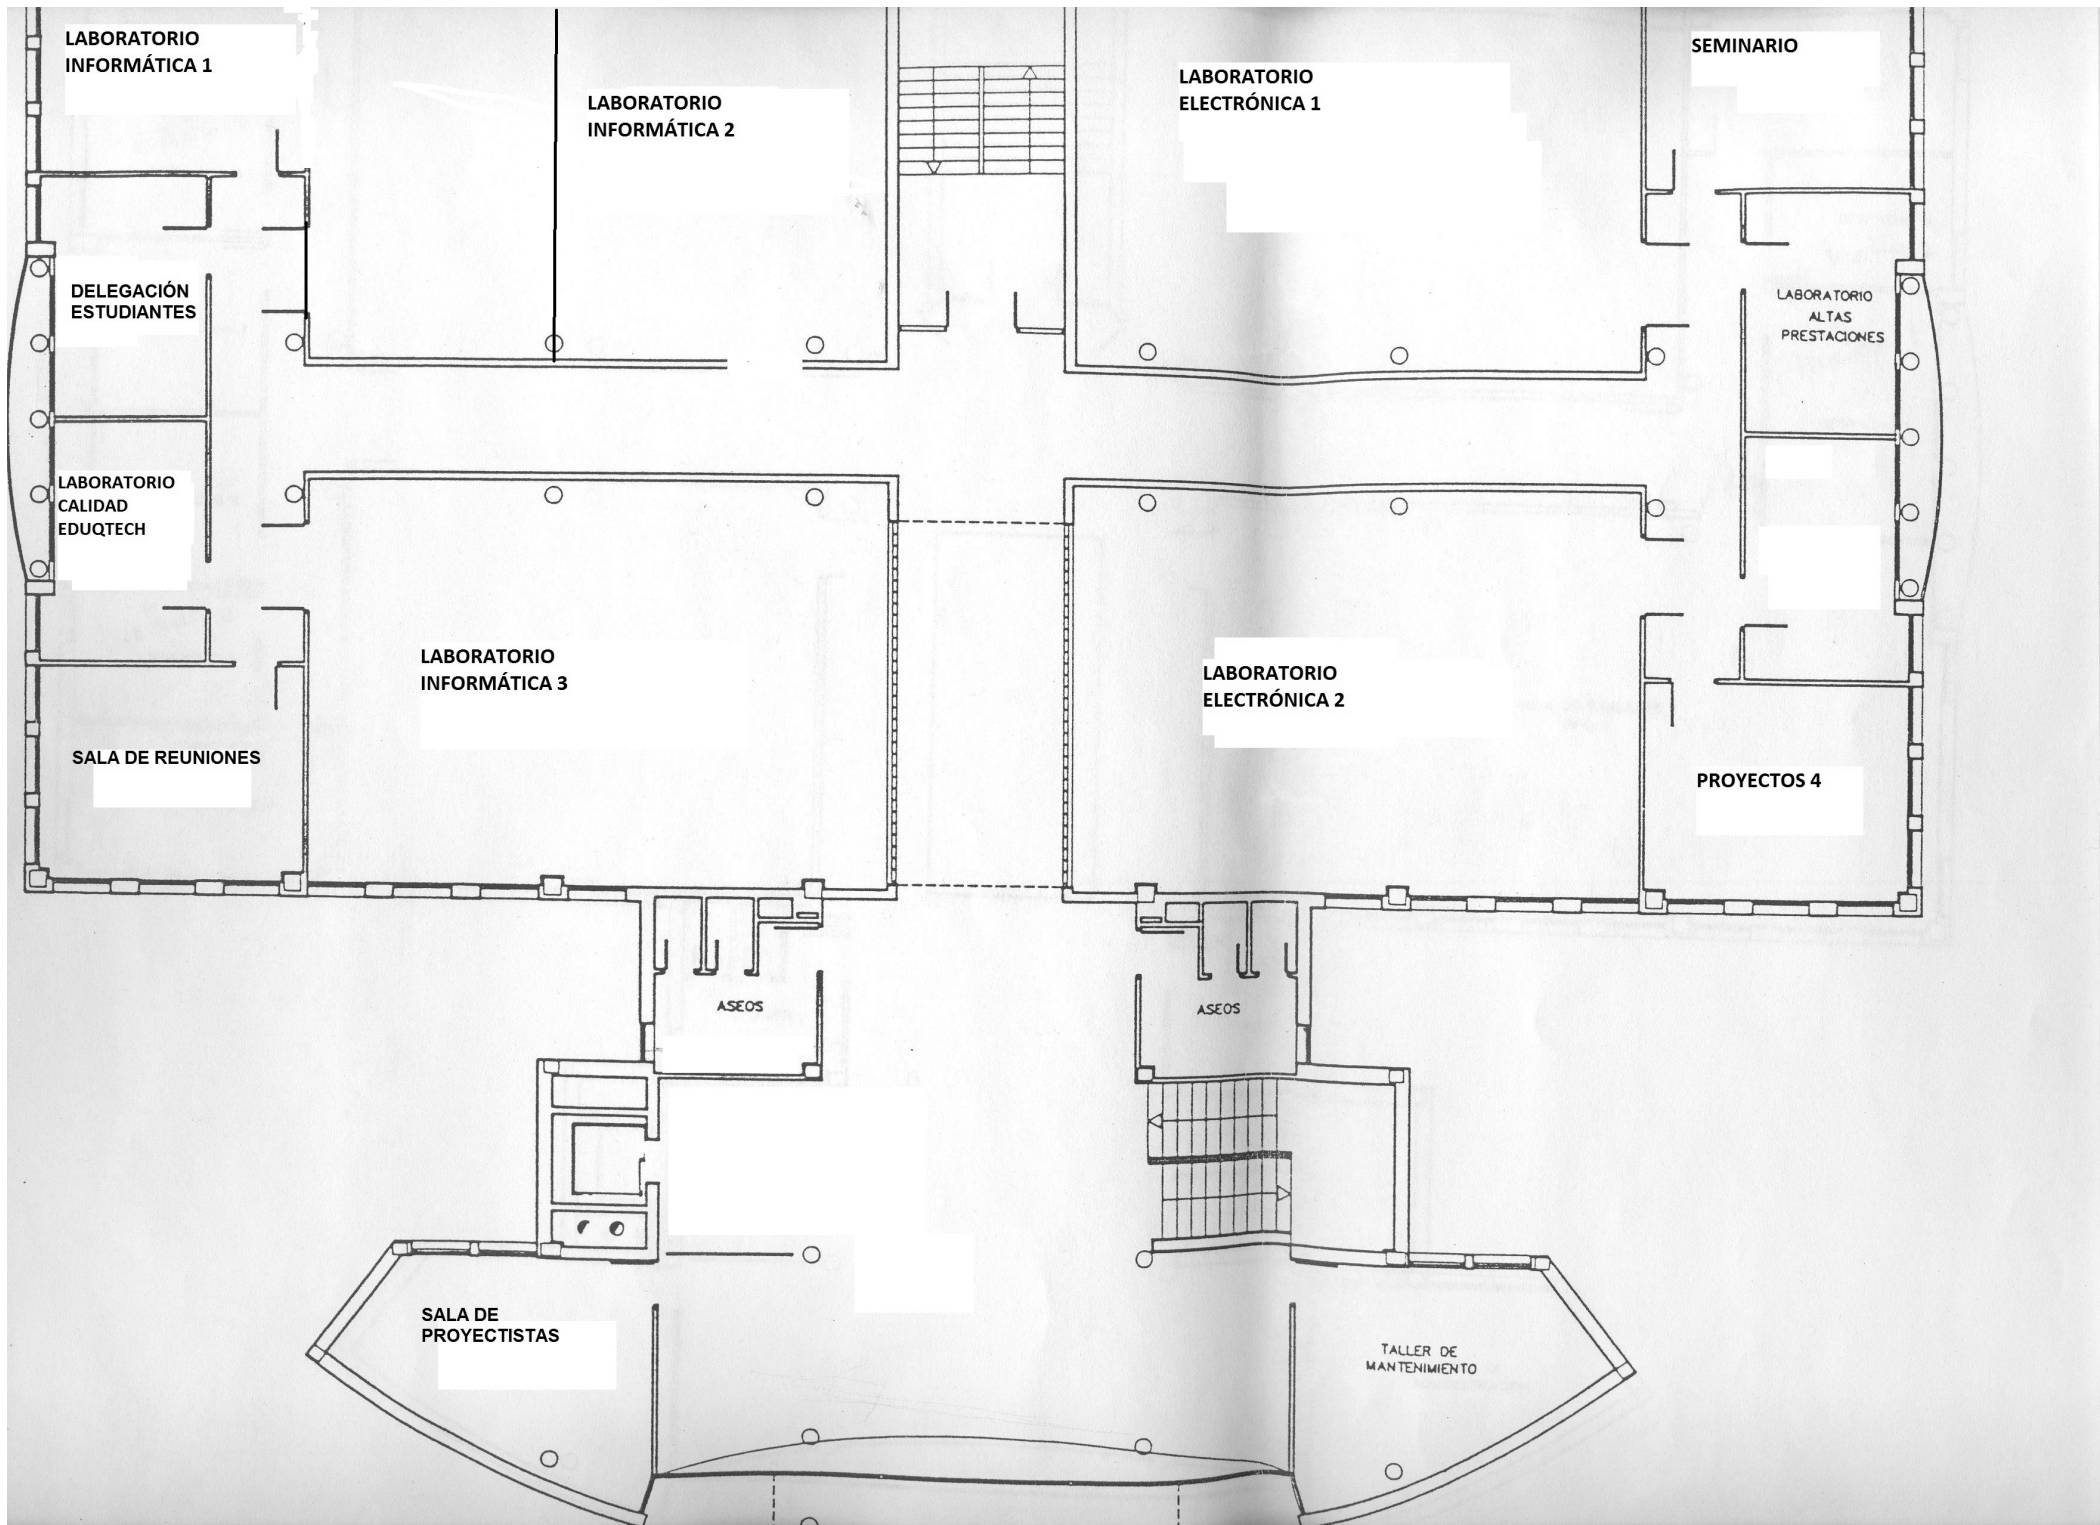 LABORATORIO
INFORMÁTICA 1
LABORATORIO
INFORMÁTICA 2
LABORATORIO
ELECTRÓNICA 1
SEMINARIO
DELEGACIÓN
ESTUDIANTES
LABORATORIO
ALTAS
PRESTACIONES
LABORATORIO
CALIDAD
EDUQTECH
LABORATORIO
INFORMÁTICA 3
LABORATORIO
ELECTRÓNICA 2
SALA DE REUNIONES
PROYECTOS 4
ASEOS
ASEOS
SALA DE
PROYECTISTAS
TALLER DE
MANTENIMIENTO